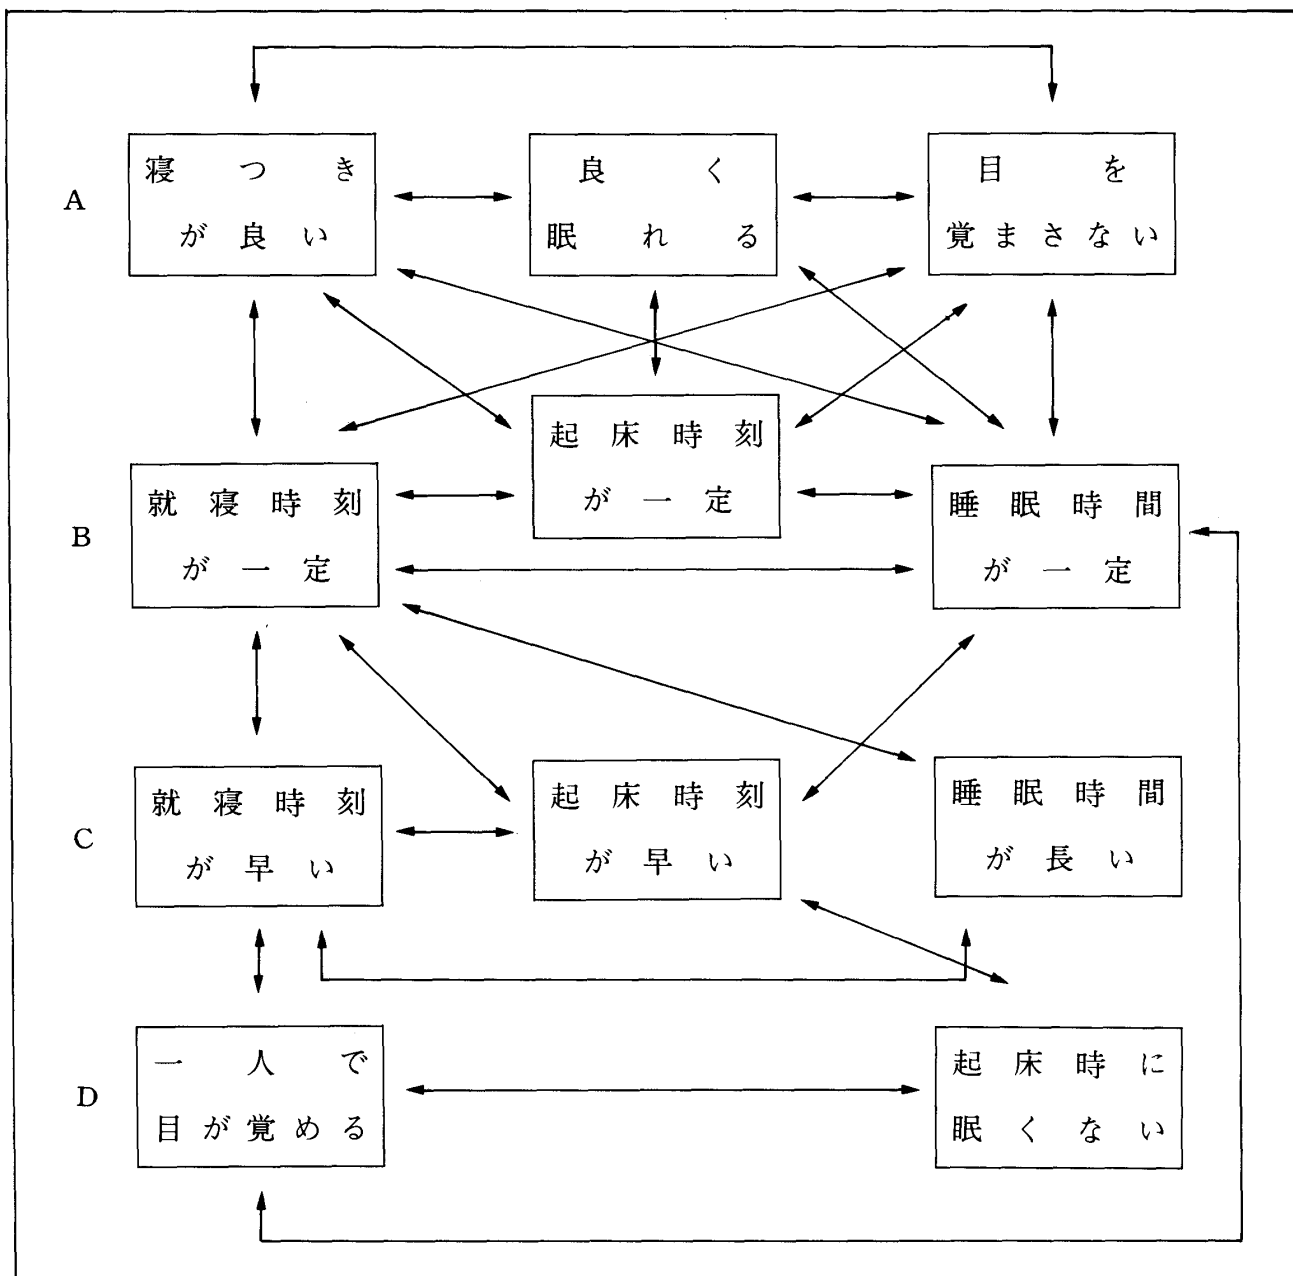 A
寝つき
が良い
良く
眠れる
目を
覚まさない
B
就寝時刻
が一定
起床時刻
が一定
睡眠時間
が一定
C
就寝時刻
が早い
起床時刻
が早い
睡眠時間
が長い
D
一人で
目が覚める
起床時に
眠くない